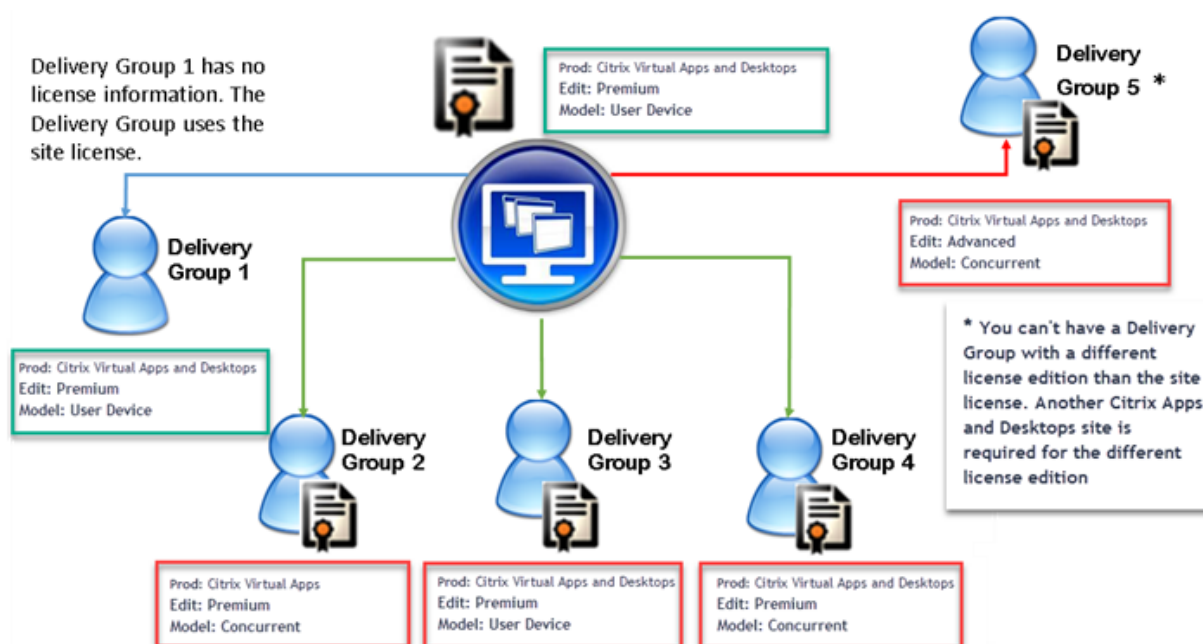 Delivery Group 1 has no
license information. The
Delivery Group uses the
site license.
Prod: Citrix Virtual Apps and Desktops
Edit: Premium
Model: User Device
Delivery
Group 5 *
Prod: Citrix Virtual Apps and Desktops
Edit: Advanced
Model: Concurrent
* You can't have a Delivery
Group with a different
license edition than the site
license. Another Citrix Apps
and Desktops site is
required for the different
license edition
Delivery
Group 1
Prod: Citrix Virtual Apps and Desktops
Edit: Premium
Model: User Device
Delivery
Group 2
Prod: Citrix Virtual Apps
Edit: Premium
Model: Concurrent
Delivery
Group 3
Prod: Citrix Virtual Apps and Desktops
Edit: Premium
Model: User Device
Delivery
Group 4
Prod: Citrix Virtual Apps and Desktops
Edit: Premium
Model: Concurrent